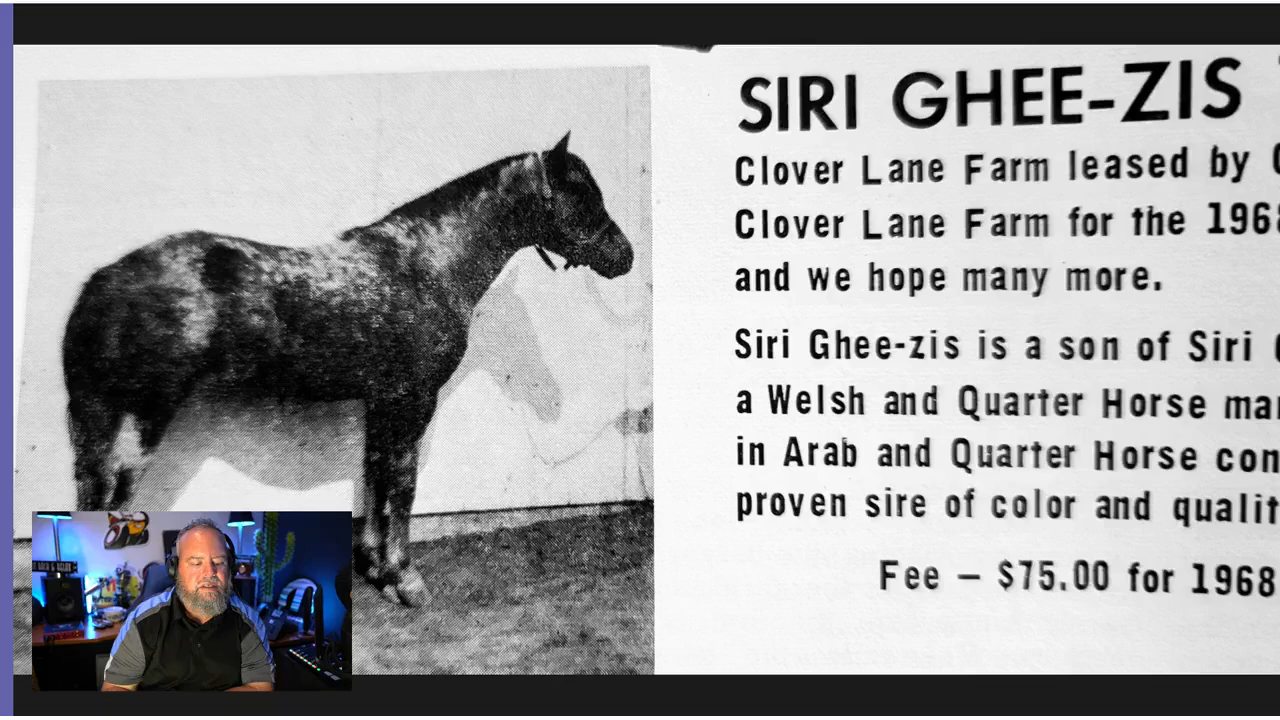 SIRI GHEE-ZIS
Clover Lane Farm leased by
Clover Lane Farm for the 196
and we hope many more.
Siri Ghee-zis is a son of Siri
a Welsh and Quarter Horse
in Arab and Quarter Horse
proven sire of color and
Fee – $75.00 for 1968